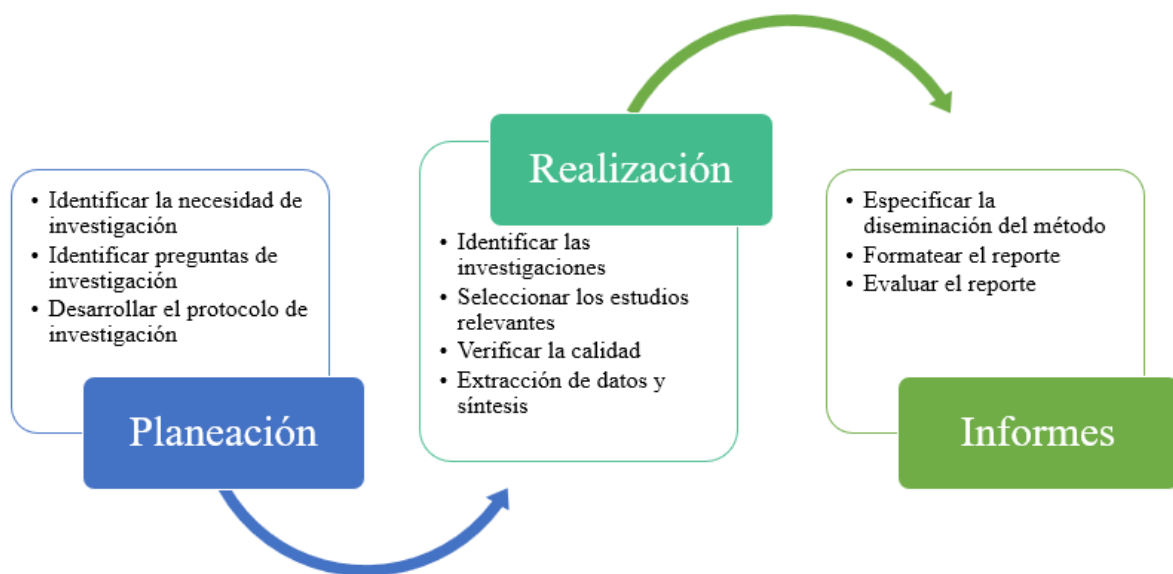 • Identificar la necesidad de
investigación
• Identificar preguntas de
investigación
• Desarrollar el protocolo de
investigación
Planeación
Realización
• Identificar las
investigaciones
• Seleccionar los estudios
relevantes
• Verificar la calidad
• Extracción de datos y
síntesis
• Especificar la
diseminación del método
• Formatear el reporte
• Evaluar el reporte
Informes